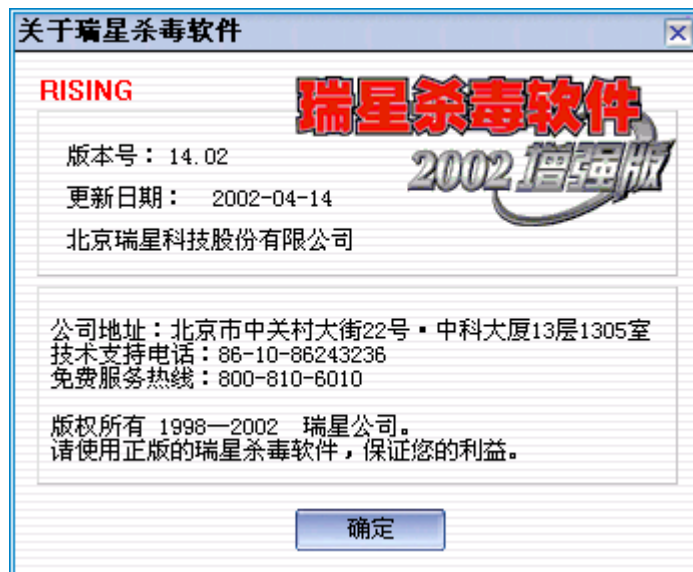 关于瑞星杀毒软件
RISING
瑞星杀毒软件
2002增强版
版本号：14.02
更新日期： 2002-04-14
北京瑞星科技股份有限公司
公司地址：北京市中关村大街22号·中科大厦13层1305室
技术支持电话：86-10-86243236
免费服务热线：800-810-6010
版权所有 1998—2002 瑞星公司。
请使用正版的瑞星杀毒软件，保证您的利益。
确定